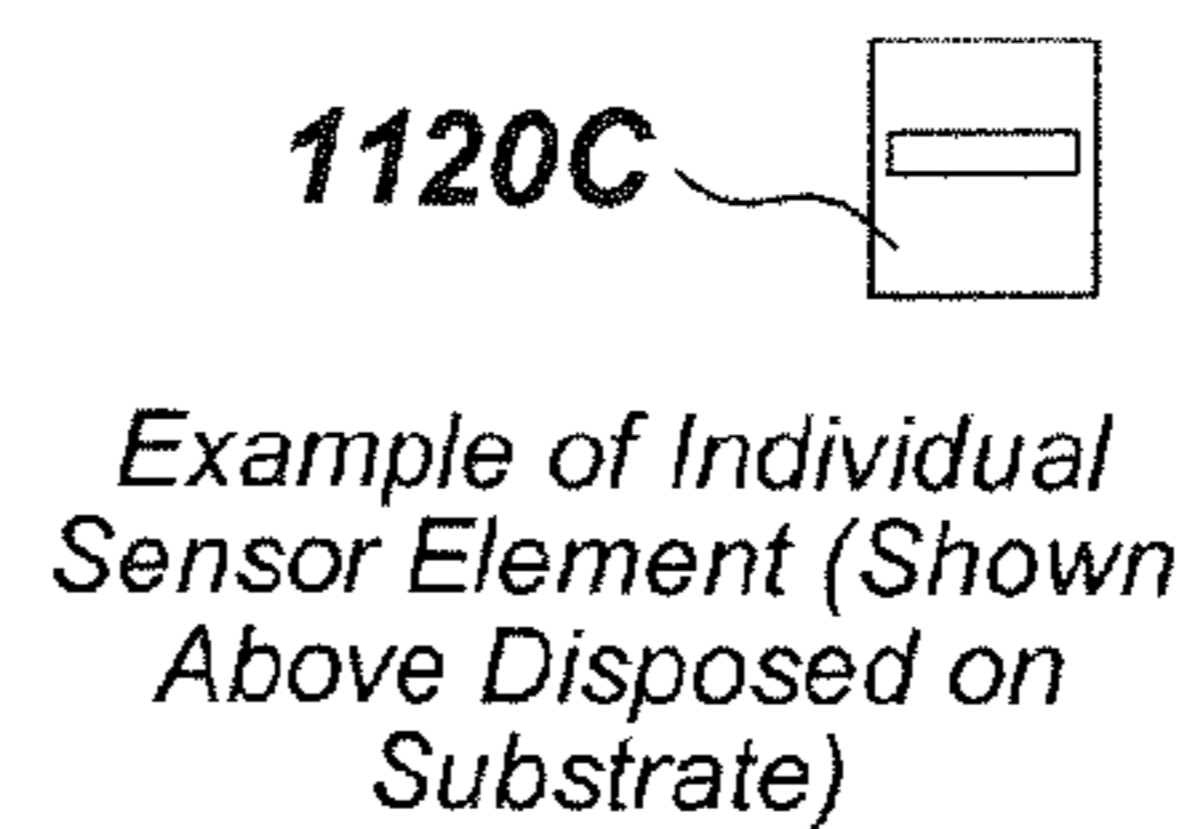 1120C
Example of Individual
Sensor Element (Shown
Above Disposed on
Substrate)